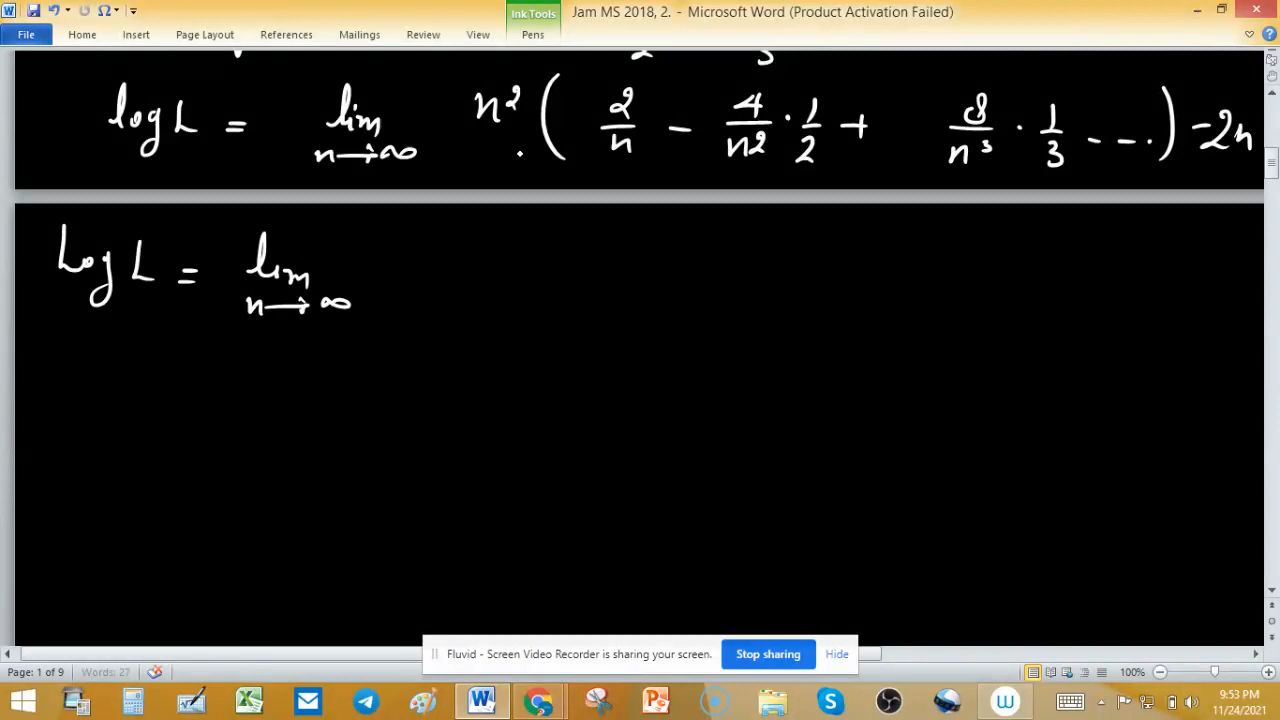 Ink Tools
Jam MS 2018, 2. - Microsoft Word (Product Activation Failed)
File Home Insert Page Layout References Mailings Review View Pens
log L = lim n→∞ n² ( 2/n - 4/n² · 1/2 + 8/n³ · 1/3 - - - . ) - 2n
Log L = lim n→∞
Fluvid - Screen Video Recorder is sharing your screen. Stop sharing Hide
Page: 1 of 9 Words: 27 100%
9:53 PM
11/24/2021